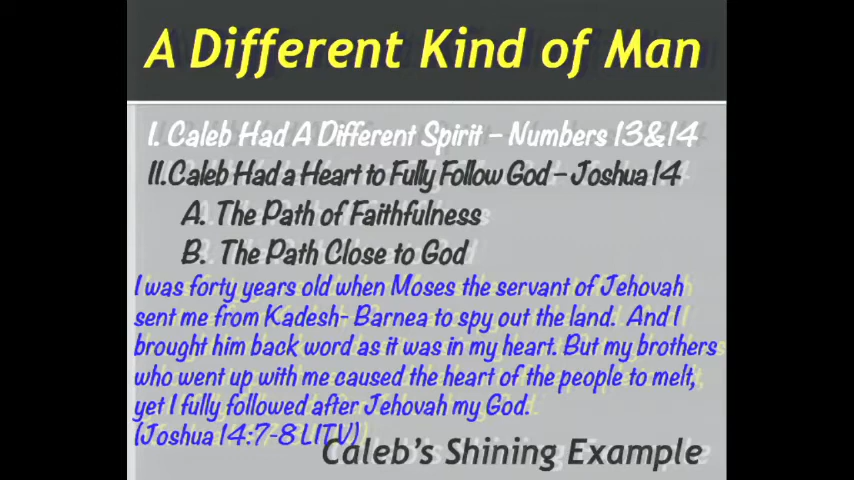 A Different Kind of Man
I. Caleb Had A Different Spirit – Numbers 13&14
II.Caleb Had a Heart to Fully Follow God – Joshua 14
A. The Path of Faithfulness
B. The Path Close to God
I was forty years old when Moses the servant of Jehovah
sent me from Kadesh- Barnea to spy out the land. And I
brought him back word as it was in my heart. But my brothers
who went up with me caused the heart of the people to melt,
yet I fully followed after Jehovah my God.
(Joshua 14:7-8 LITV)
Caleb's Shining Example